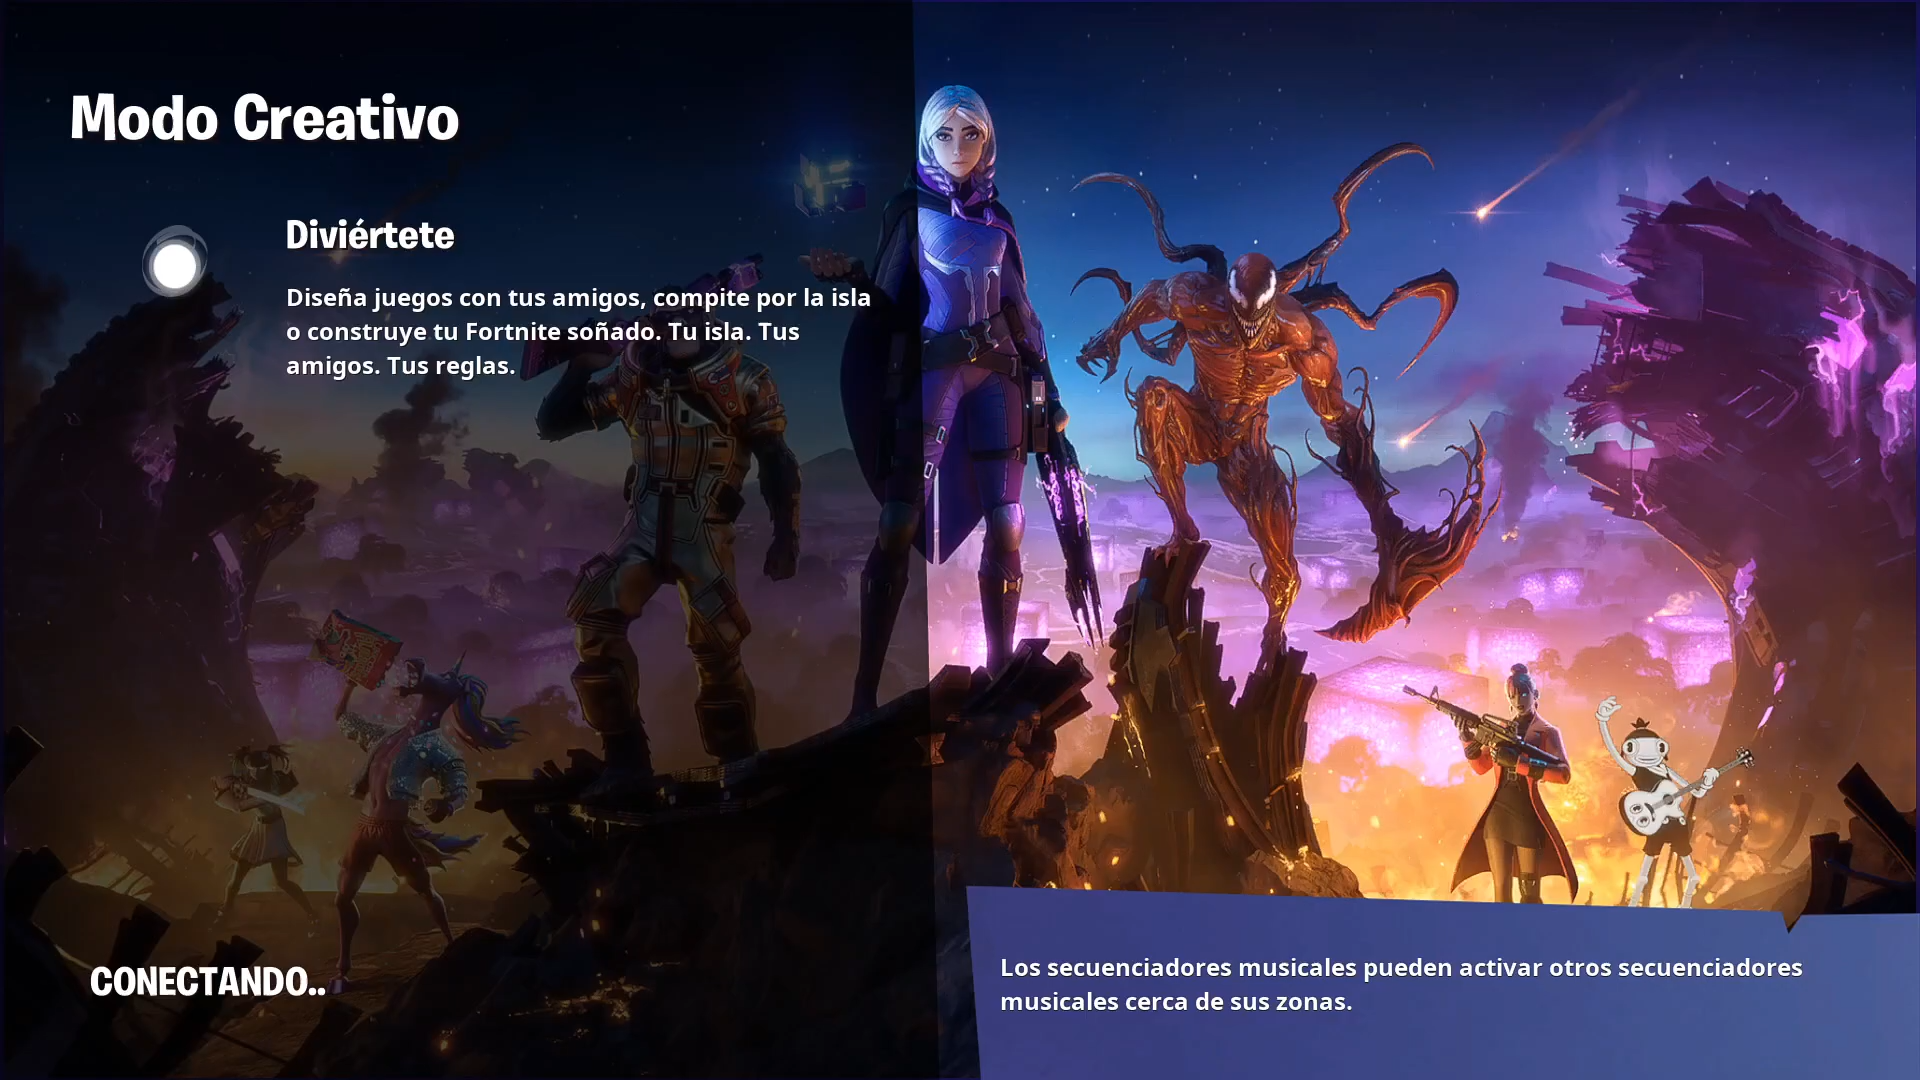 Modo Creativo
Diviértete
Diseña juegos con tus amigos, compite por la isla
o construye tu Fortnite soñado. Tu isla. Tus
amigos. Tus reglas.
CONECTANDO..
Los secuenciadores musicales pueden activar otros secuenciadores
musicales cerca de sus zonas.